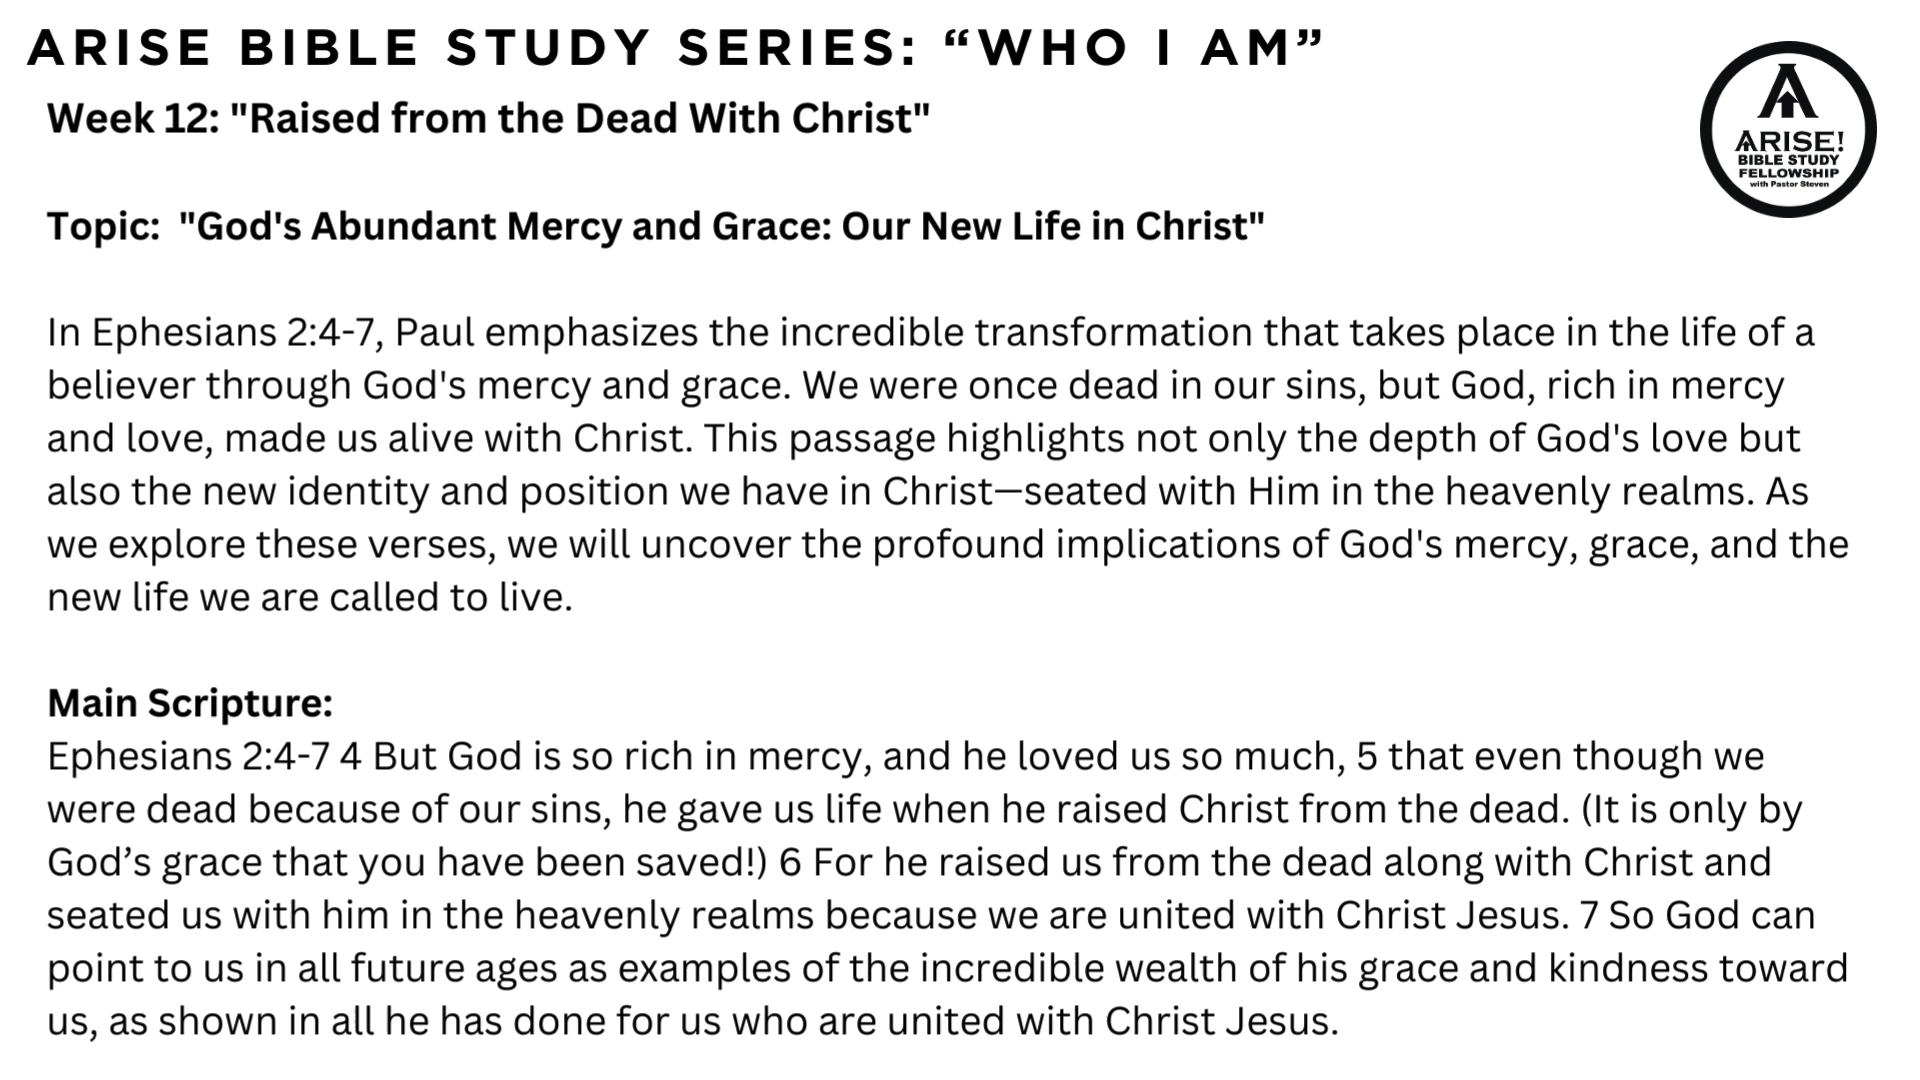 ARISE BIBLE STUDY SERIES: “WHO I AM”
Week 12: "Raised from the Dead With Christ"
A
ARISE!
BIBLE STUDY
FELLOWSHIP
with Pastor Steven
Topic:  "God's Abundant Mercy and Grace: Our New Life in Christ"
In Ephesians 2:4-7, Paul emphasizes the incredible transformation that takes place in the life of a
believer through God's mercy and grace. We were once dead in our sins, but God, rich in mercy
and love, made us alive with Christ. This passage highlights not only the depth of God's love but
also the new identity and position we have in Christ—seated with Him in the heavenly realms. As
we explore these verses, we will uncover the profound implications of God's mercy, grace, and the
new life we are called to live.
Main Scripture:
Ephesians 2:4-7 4 But God is so rich in mercy, and he loved us so much, 5 that even though we
were dead because of our sins, he gave us life when he raised Christ from the dead. (It is only by
God’s grace that you have been saved!) 6 For he raised us from the dead along with Christ and
seated us with him in the heavenly realms because we are united with Christ Jesus. 7 So God can
point to us in all future ages as examples of the incredible wealth of his grace and kindness toward
us, as shown in all he has done for us who are united with Christ Jesus.